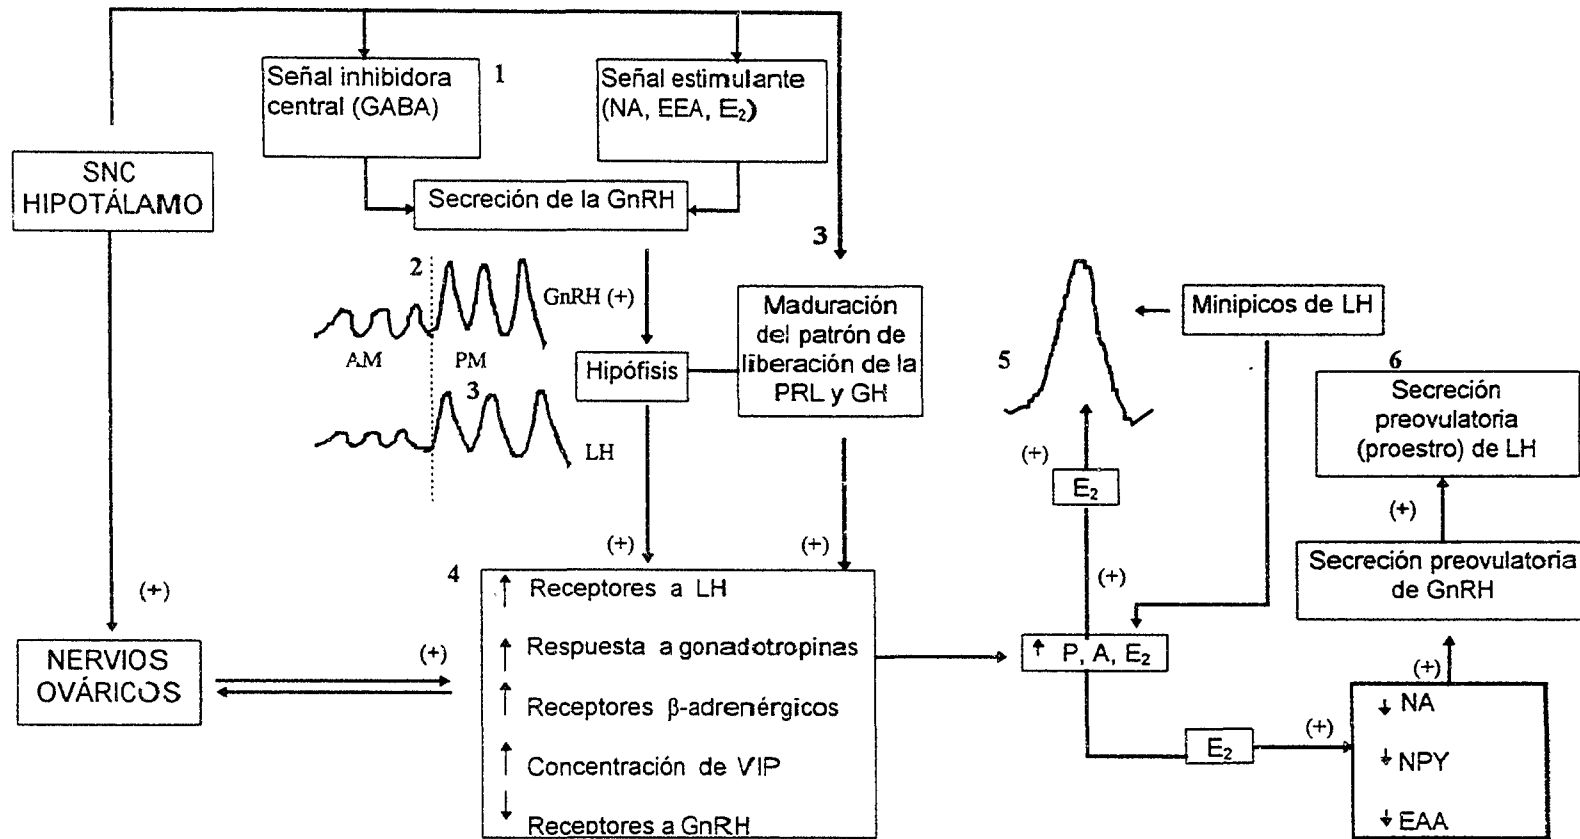 Señal inhibidora
central (GABA)
1
Señal estimulante
(NA, EEA, E₂)
SNC
HIPOTÁLAMO
Secreción de la GnRH
3
2
GnRH (+)
AM
PM
3
LH
Hipófisis
Maduración
del patrón de
liberación de la
PRL y GH
5
Minipicos de LH
6
Secreción
preovulatoria
(proestro) de LH
(+)
E₂
(+)
Secreción preovulatoria
de GnRH
(+)
(+)
(+)
(+)
4
↑ Receptores a LH
↑ Respuesta a gonadotropinas
↑ Receptores β-adrenérgicos
↑ Concentración de VIP
↓ Receptores a GnRH
NERVIOS
OVÁRICOS
(+)
↑ P, A, E₂
E₂
(+)
(+)
↓ NA
↓ NPY
↓ EAA